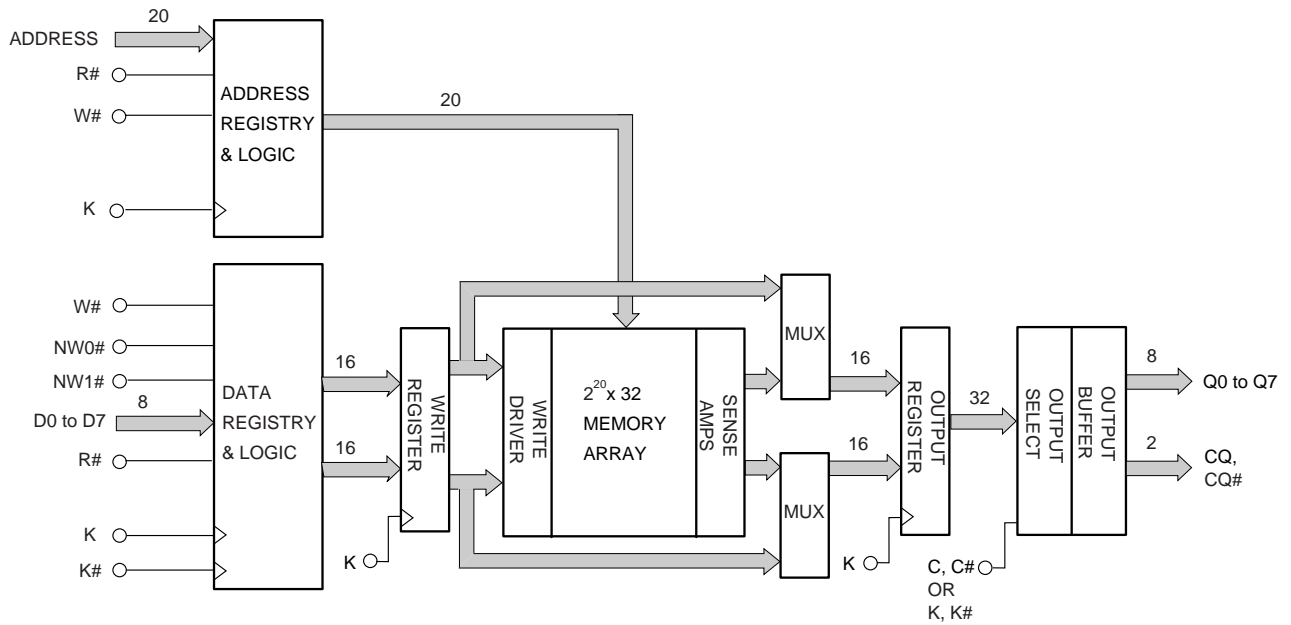 20
ADDRESS
R#
W#
K
ADDRESS
REGISTRY
& LOGIC
20
W#
NW0#
NW1#
8
D0 to D7
R#
K
K#
DATA
REGISTRY
& LOGIC
16
16
WRITE
REGISTER
K
WRITE
DRIVER
2²⁰ x 32
MEMORY
ARRAY
SENSE
AMPS
MUX
MUX
16
16
OUTPUT
REGISTER
K
32
OUTPUT
SELECT
OUTPUT
BUFFER
C, C#
OR
K, K#
8
Q0 to Q7
2
CQ,
CQ#